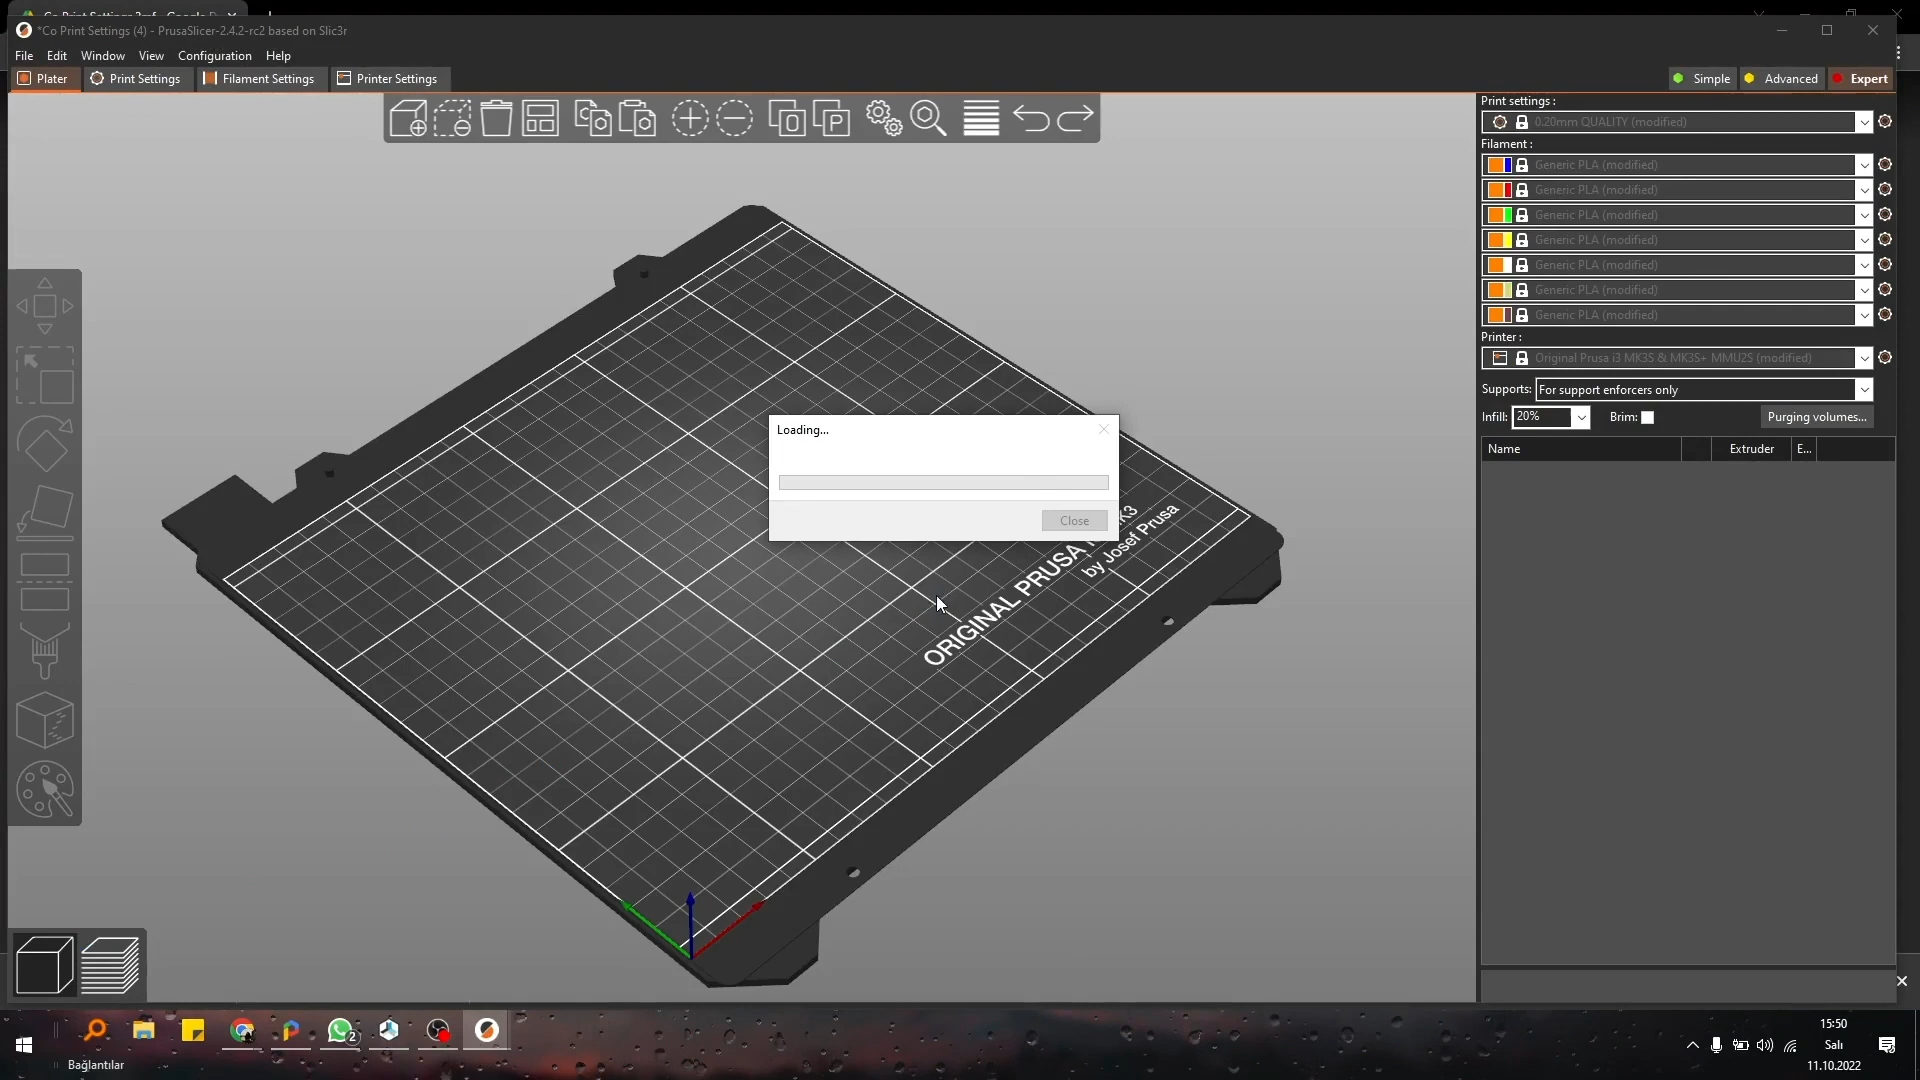 *Co Print Settings (4) - PrusaSlicer-2.4.2-rc2 based on Slic3r
File Edit Window View Configuration Help
Plater Print Settings Filament Settings Printer Settings
Simple Advanced Expert
Print settings :
0.20mm QUALITY (modified)
Filament :
Generic PLA (modified)
Generic PLA (modified)
Generic PLA (modified)
Generic PLA (modified)
Generic PLA (modified)
Generic PLA (modified)
Generic PLA (modified)
Printer :
Original Prusa i3 MK3S & MK3S+ MMU2S (modified)
Supports: For support enforcers only
Infill: 20% Brim: Purging volumes...
Name Extruder E...
Loading...
Close
ORIGINAL PRUSA
by Josef Prusa
2
Bağlantılar
15:50
Salı
11.10.2022